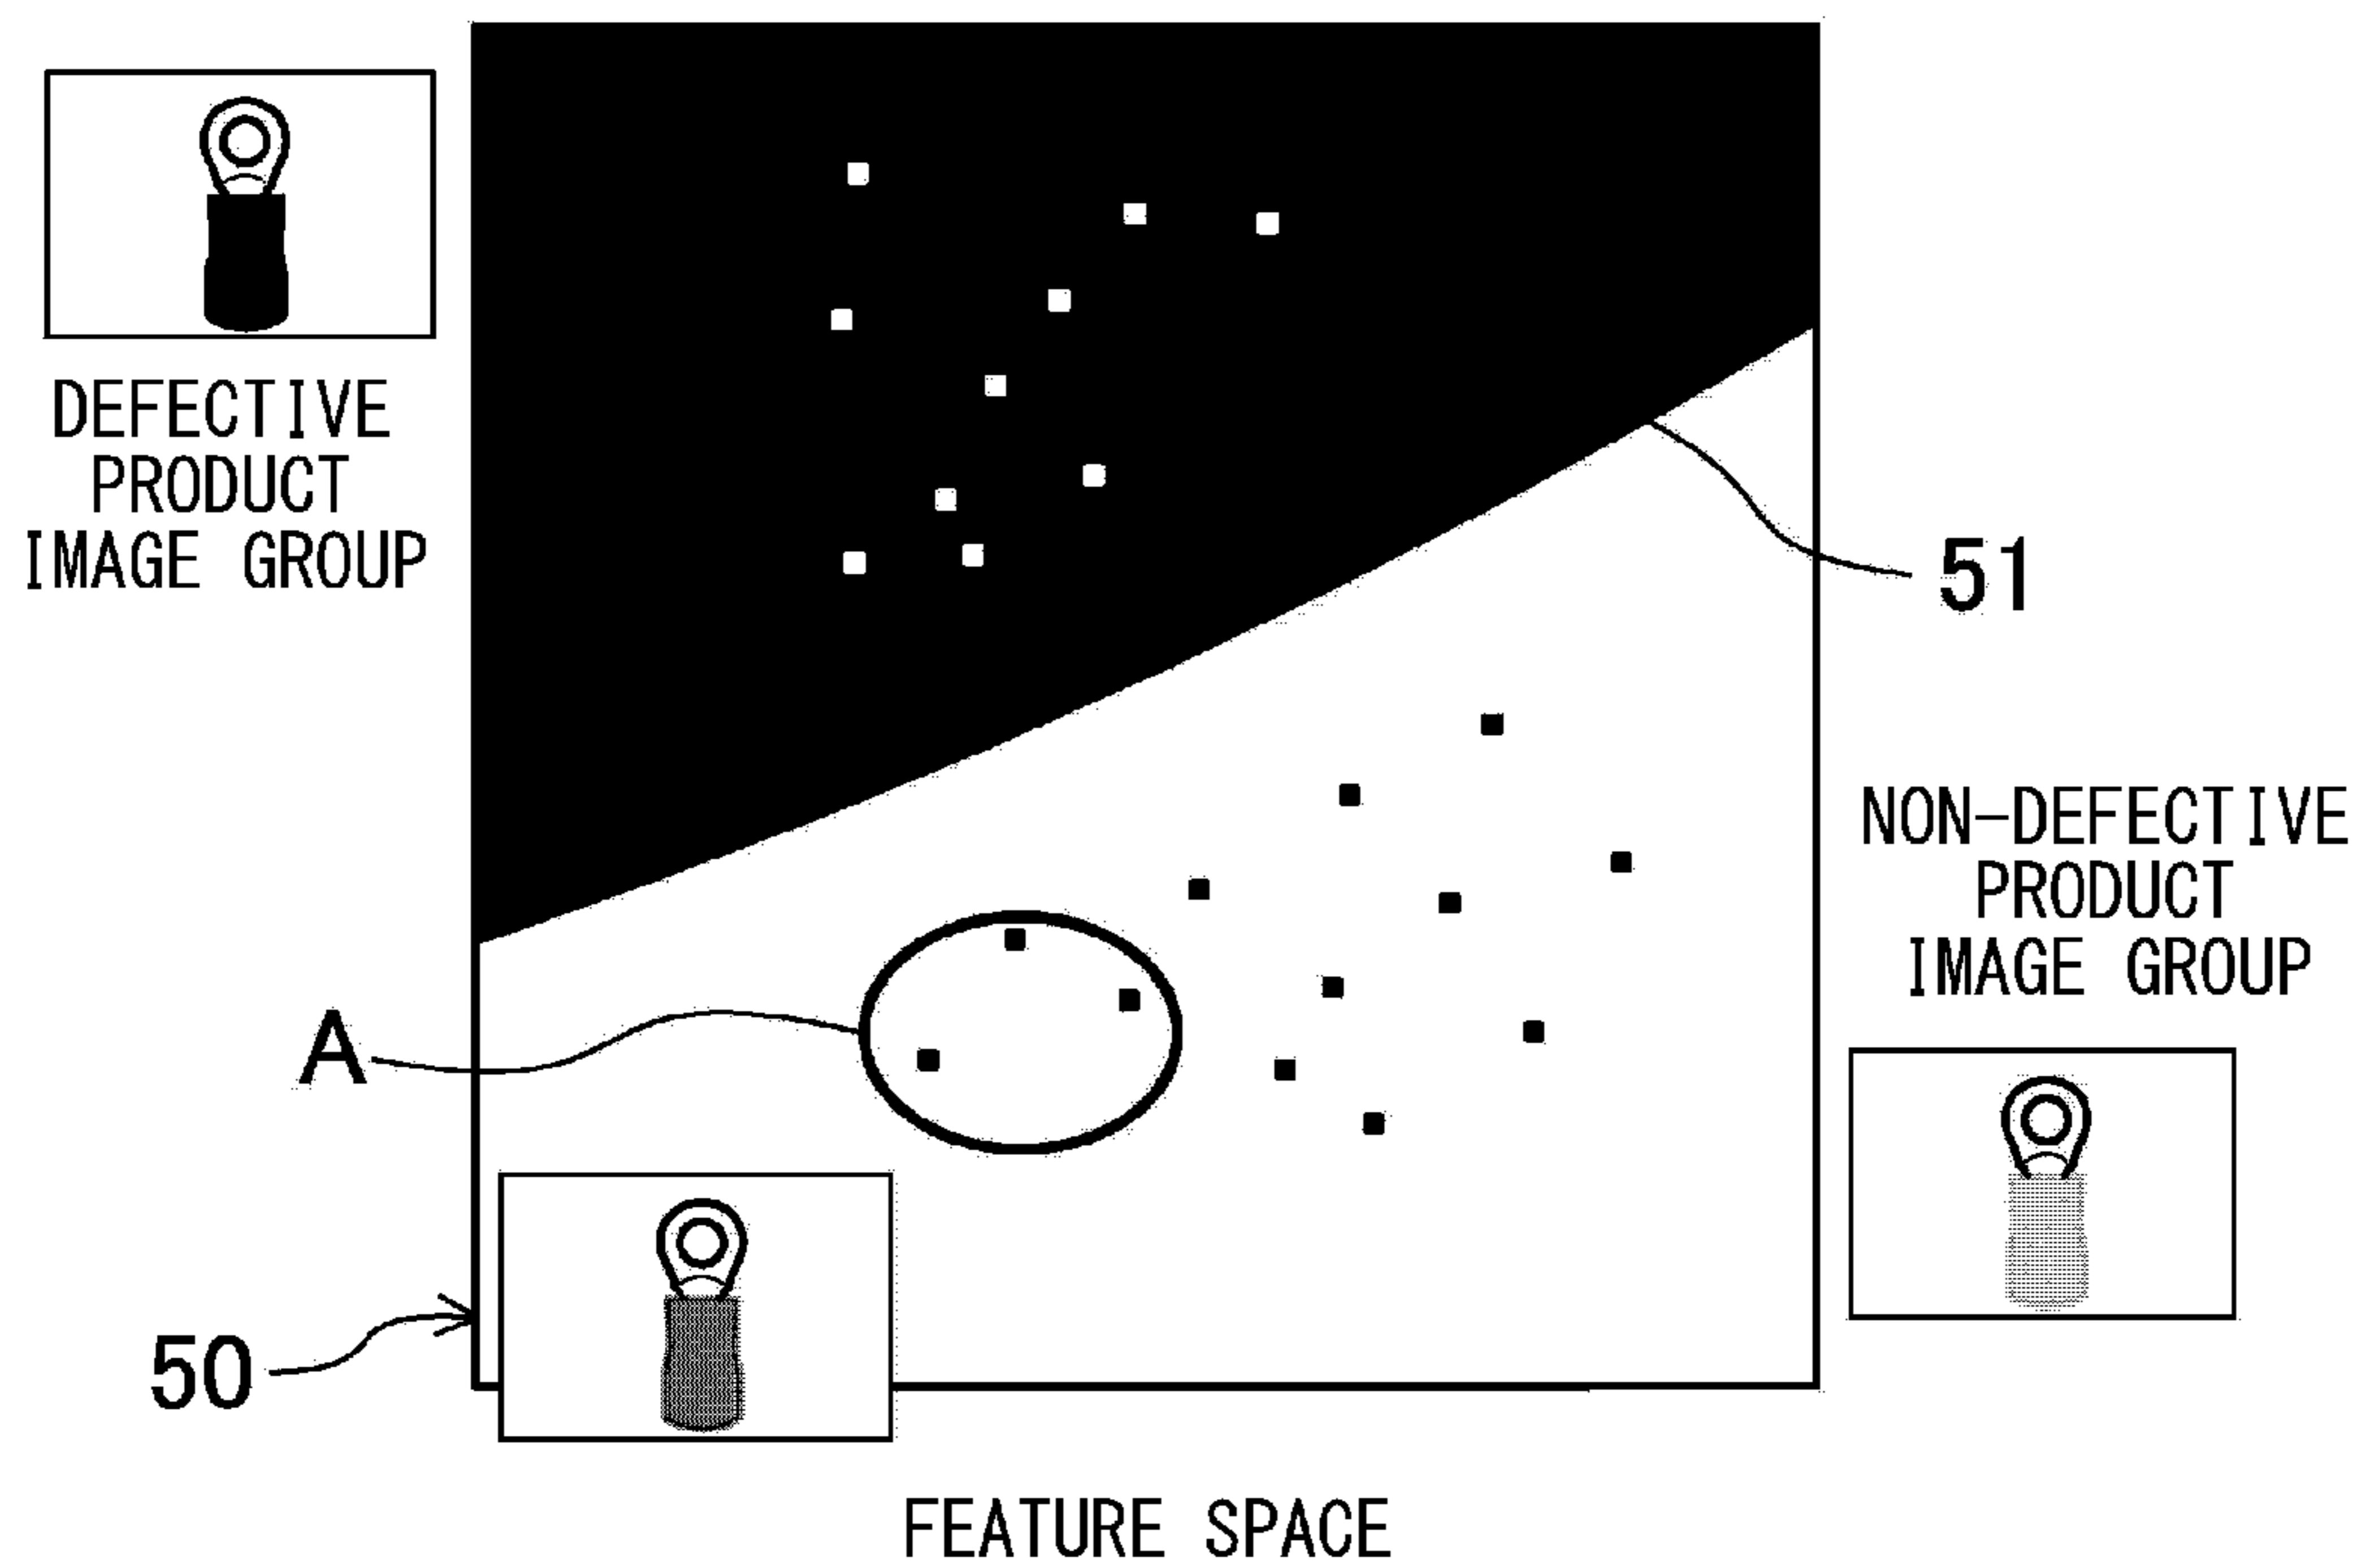 DEFECTIVE
PRODUCT
IMAGE GROUP
51
NON-DEFECTIVE
PRODUCT
IMAGE GROUP
A
50
FEATURE SPACE